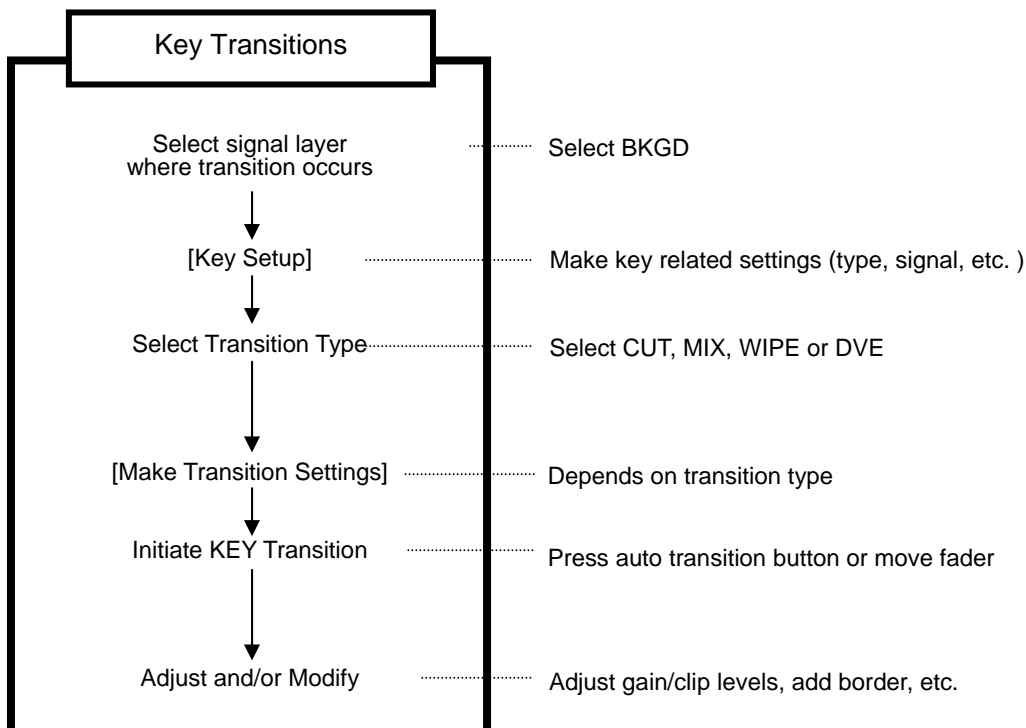 Key Transitions
Select signal layer
where transition occurs
Select BKGD
[Key Setup]
Make key related settings (type, signal, etc. )
Select Transition Type
Select CUT, MIX, WIPE or DVE
[Make Transition Settings]
Depends on transition type
Initiate KEY Transition
Press auto transition button or move fader
Adjust and/or Modify
Adjust gain/clip levels, add border, etc.